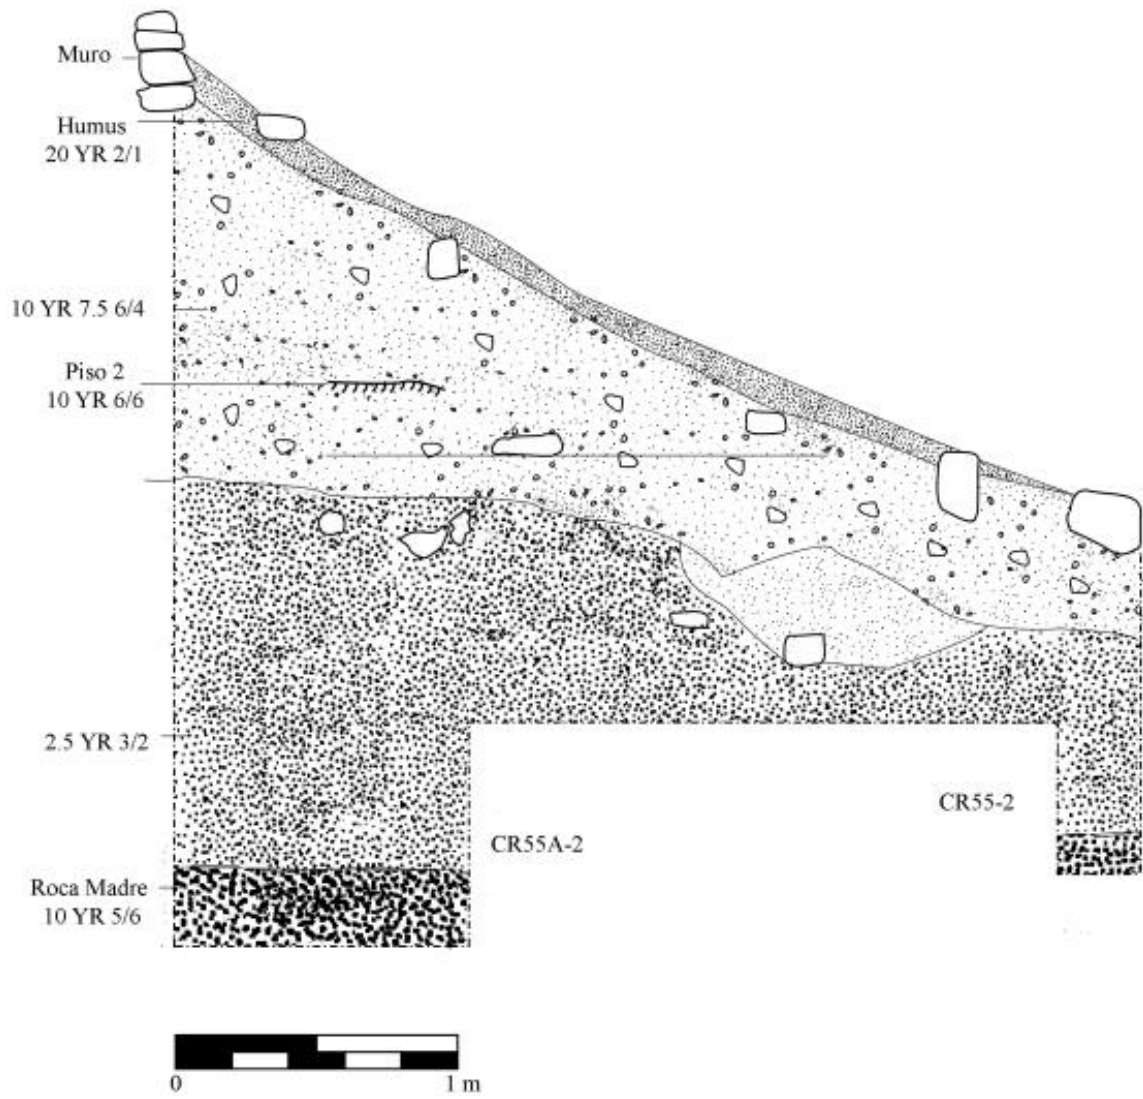 Muro
Humus
20 YR 2/1
10 YR 7.5 6/4
Piso 2
10 YR 6/6
2.5 YR 3/2
CR55-2
CR55A-2
Roca Madre
10 YR 5/6
0
1 m